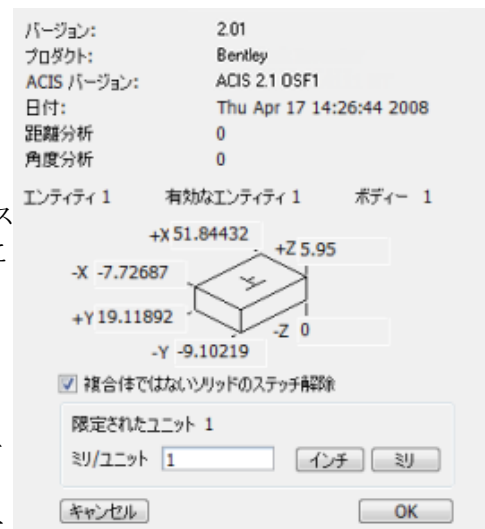 バージョン: 2.01
プロダクト: Bentley
ACIS バージョン: ACIS 2.1 OSF1
日付: Thu Apr 17 14:26:44 2008
距離分析 0
角度分析 0
エンティティ 1 有効なエンティティ 1 ボディー 1
ス
+X 51.84432
+Z 5.95
に
-X -7.72687
上
+Y 19.11892
-Z 0
-Y -9.10219
複合体ではないソリッドのステッチ解除
限定されたユニット 1
ミリ/ユニット 1 インチ ミリ
キャンセル OK